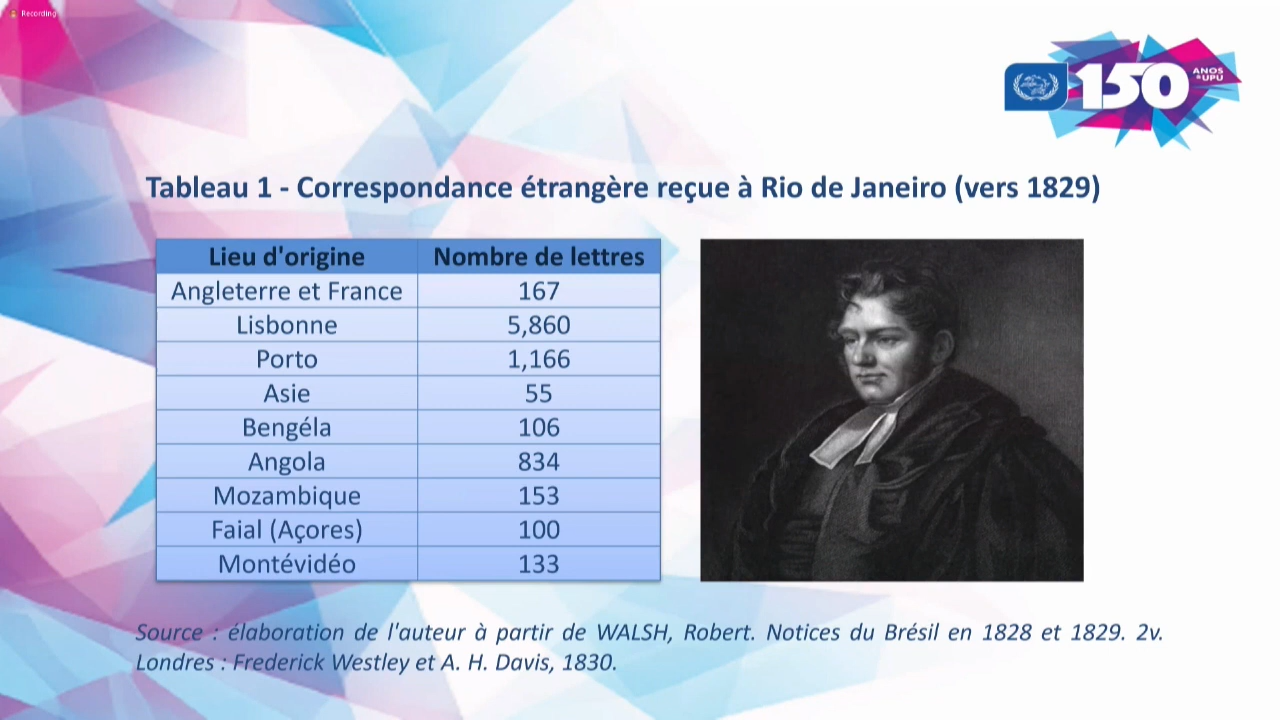 Recording
150 ANOS
UPU
Tableau 1 - Correspondance étrangère reçue à Rio de Janeiro (vers 1829)
Lieu d'origine Nombre de lettres
Angleterre et France 167
Lisbonne 5,860
Porto 1,166
Asie 55
Bengéla 106
Angola 834
Mozambique 153
Faial (Açores) 100
Montévidéo 133
Source : élaboration de l'auteur à partir de WALSH, Robert. Notices du Brésil en 1828 et 1829. 2v.
Londres : Frederick Westley et A. H. Davis, 1830.